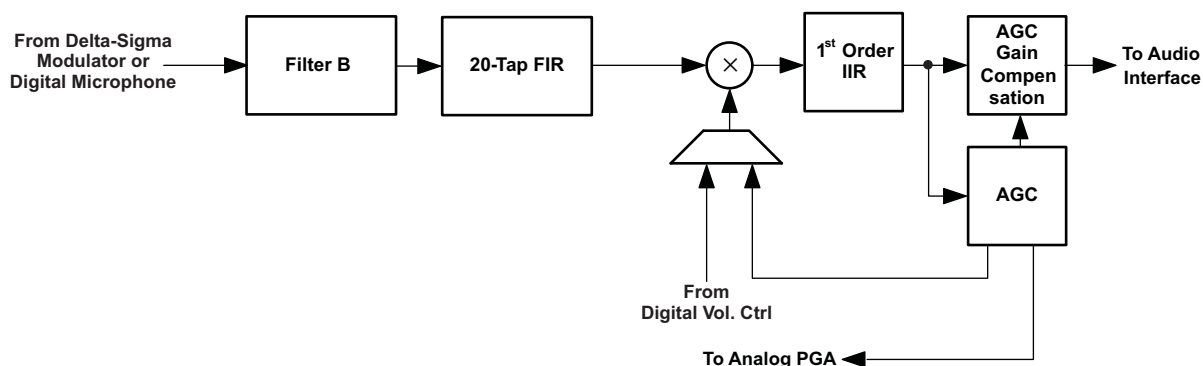 From Delta-Sigma
Modulator or
Digital Microphone
Filter B
20-Tap FIR
×
1st Order
IIR
AGC
Gain
Compen
sation
To Audio
Interface
AGC
From
Digital Vol. Ctrl
To Analog PGA